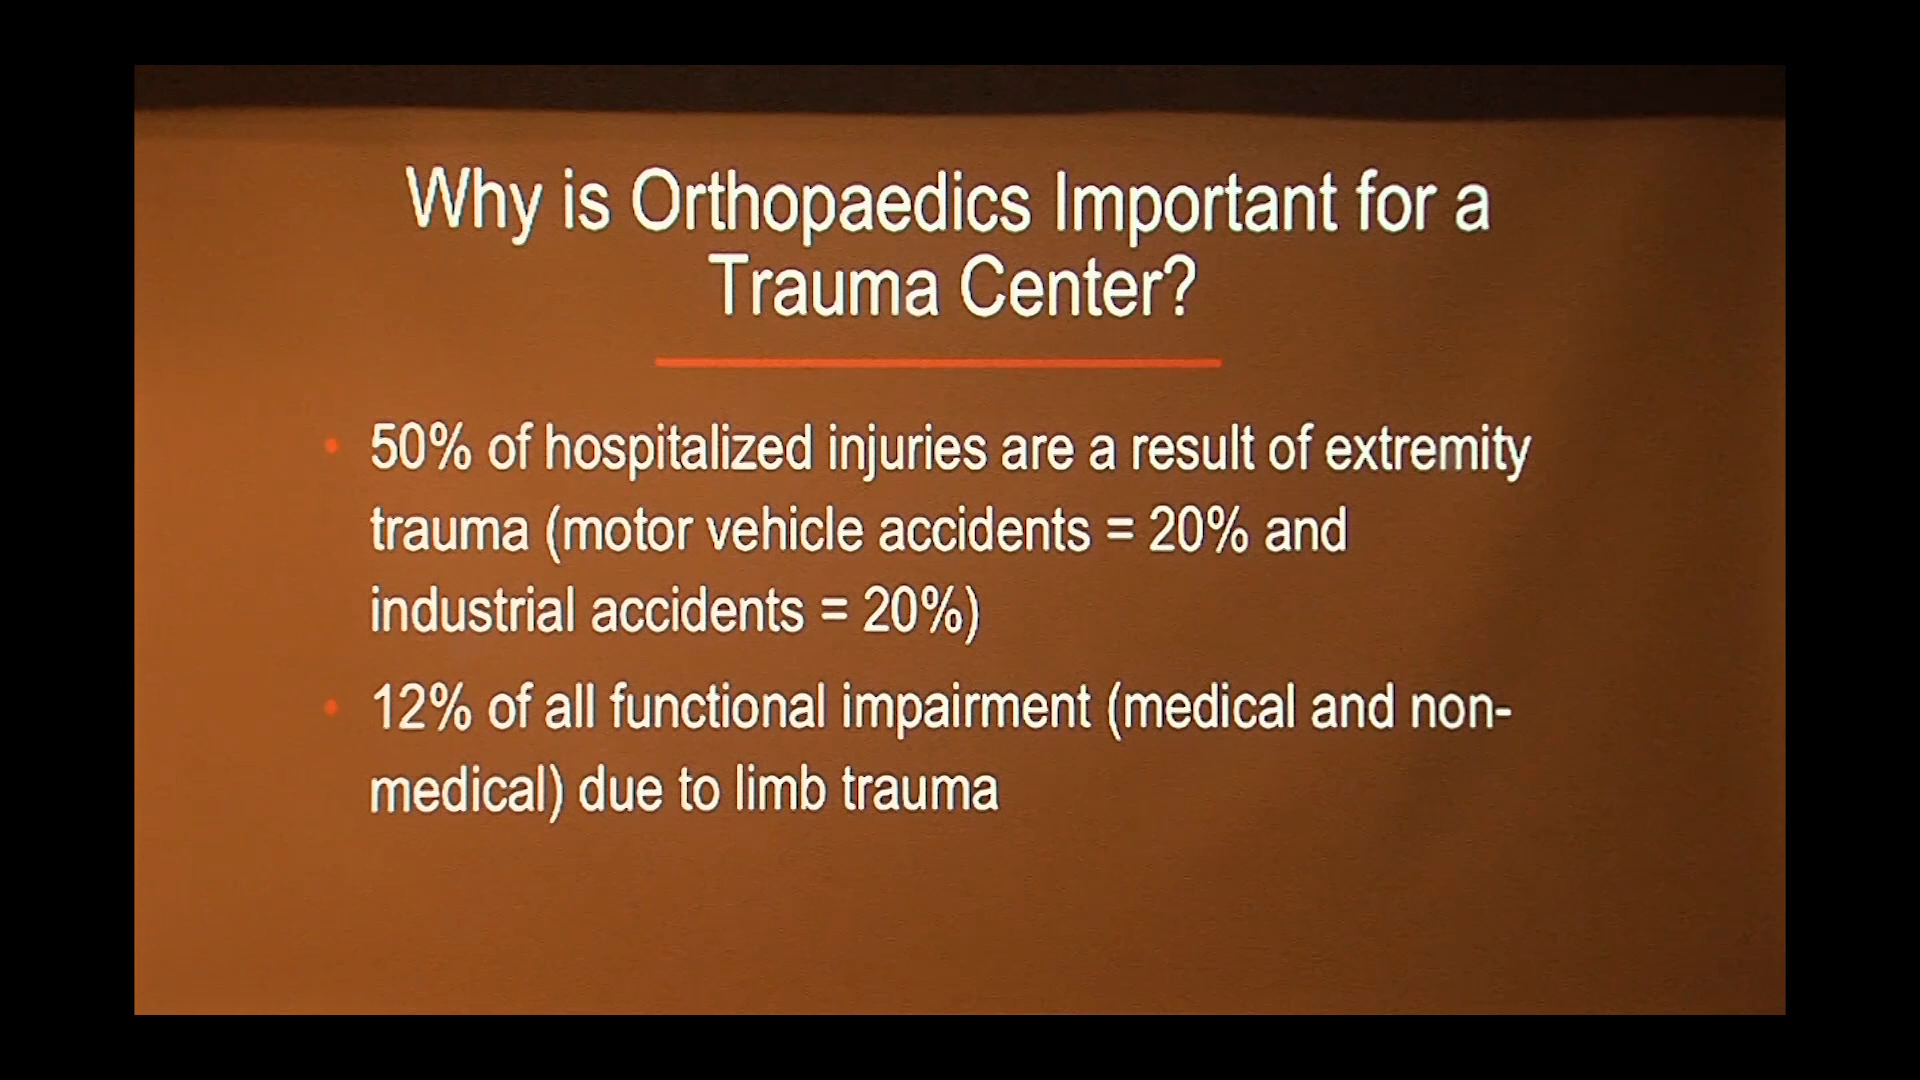 Why is Orthopaedics Important for a
Trauma Center?
• 50% of hospitalized injuries are a result of extremity
trauma (motor vehicle accidents = 20% and
industrial accidents = 20%)
• 12% of all functional impairment (medical and non-
medical) due to limb trauma